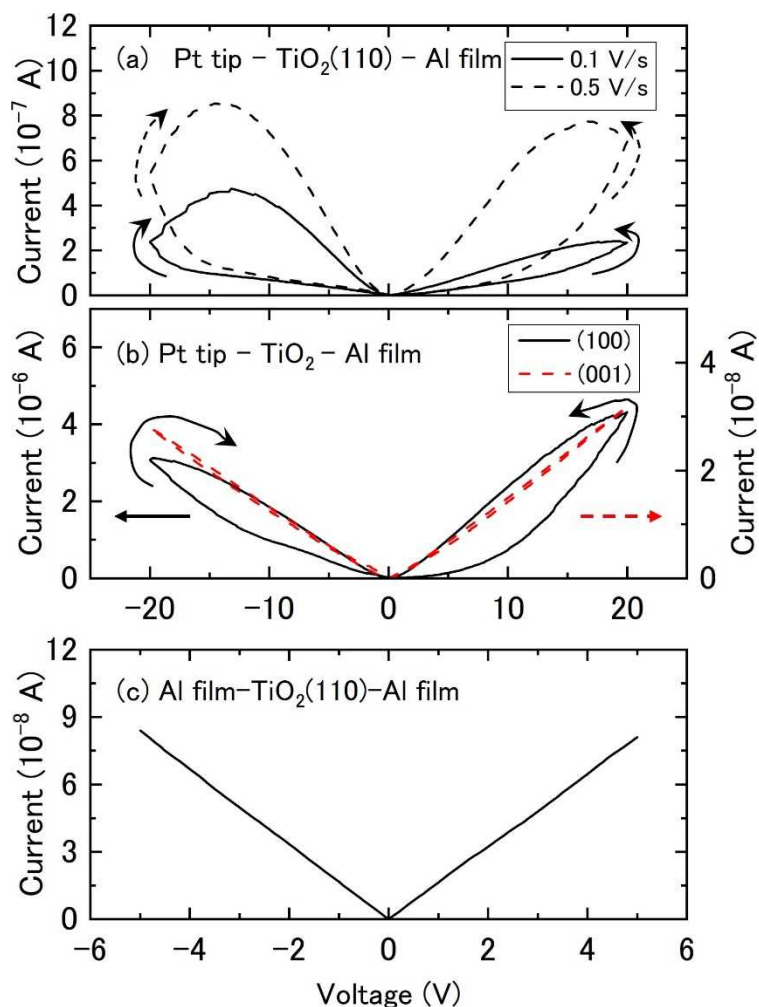 (a) Pt tip – TiO2(110) – Al film
0.1 V/s
0.5 V/s
Current (10^-7 A)
12
10
8
6
4
2
0
(b) Pt tip – TiO2 – Al film
(100)
(001)
Current (10^-6 A)
6
4
2
0
Current (10^-8 A)
4
2
0
−20 −10 0 10 20
(c) Al film–TiO2(110)–Al film
Current (10^-8 A)
12
9
6
3
0
−6 −4 −2 0 2 4 6
Voltage (V)